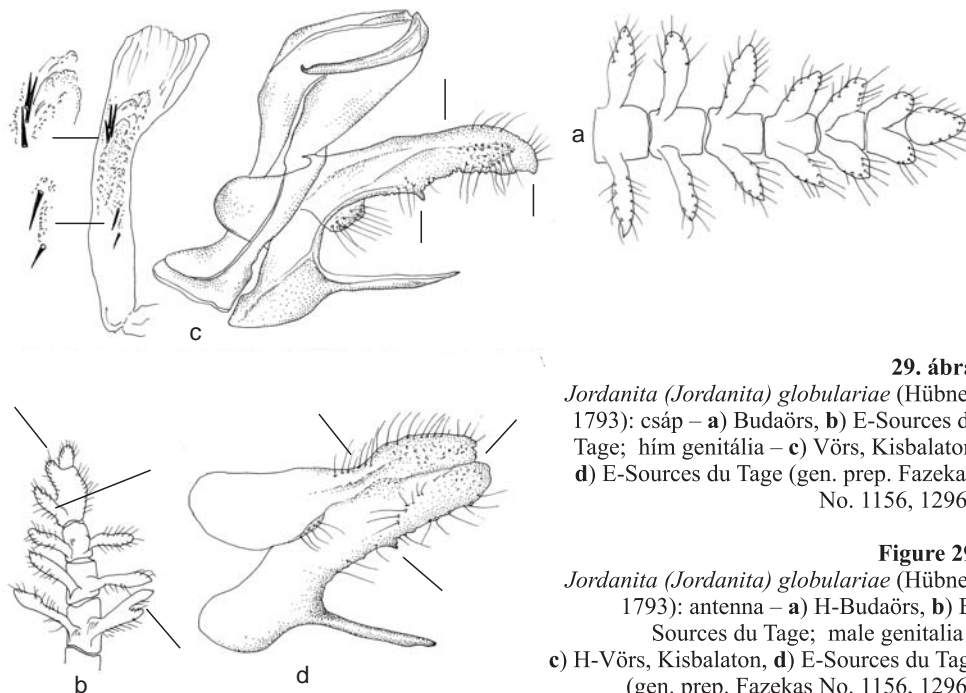 a
c
b
d
29. ábra
Jordanita (Jordanita) globulariae (Hübne
1793): csáp – a) Budaörs, b) E-Sources d
Tage; hím genitália – c) Vörs, Kisbalaton
d) E-Sources du Tage (gen. prep. Fazeka
No. 1156, 1296
Figure 29
Jordanita (Jordanita) globulariae (Hübne
1793): antenna – a) H-Budaörs, b) E
Sources du Tage; male genitalia
c) H-Vörs, Kisbalaton, d) E-Sources du Tag
(gen. prep. Fazekas No. 1156, 1296